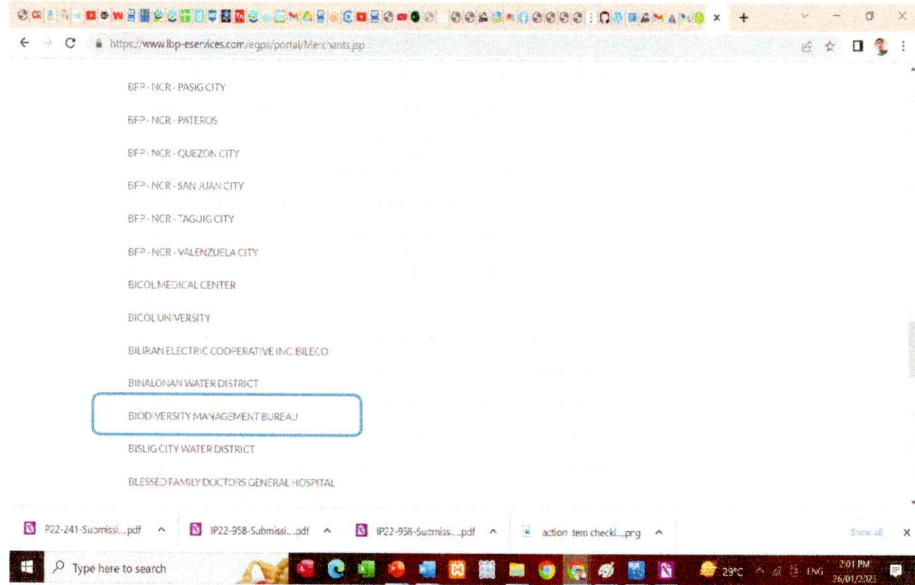 https://www.lbp-eservices.com/egps/portal/Merchants.jsp
BFP - NCR - PASIG CITY
BFP - NCR - PATEROS
BFP - NCR - QUEZON CITY
BFP - NCR - SAN JUAN CITY
BFP - NCR - TAGUIG CITY
BFP - NCR - VALENZUELA CITY
BICOL MEDICAL CENTER
BICOL UNIVERSITY
BILIRAN ELECTRIC COOPERATIVE INC. BILECO
BINALONAN WATER DISTRICT
BIODIVERSITY MANAGEMENT BUREAU
BISLIG CITY WATER DISTRICT
BLESSED FAMILY DOCTORS GENERAL HOSPITAL
P22-241-Submissi....pdf IP22-958-Submissi....pdf IP22-956-Submissi....pdf action item checkl....png Show all
Type here to search 29°C ENG 2:01 PM
26/01/2023